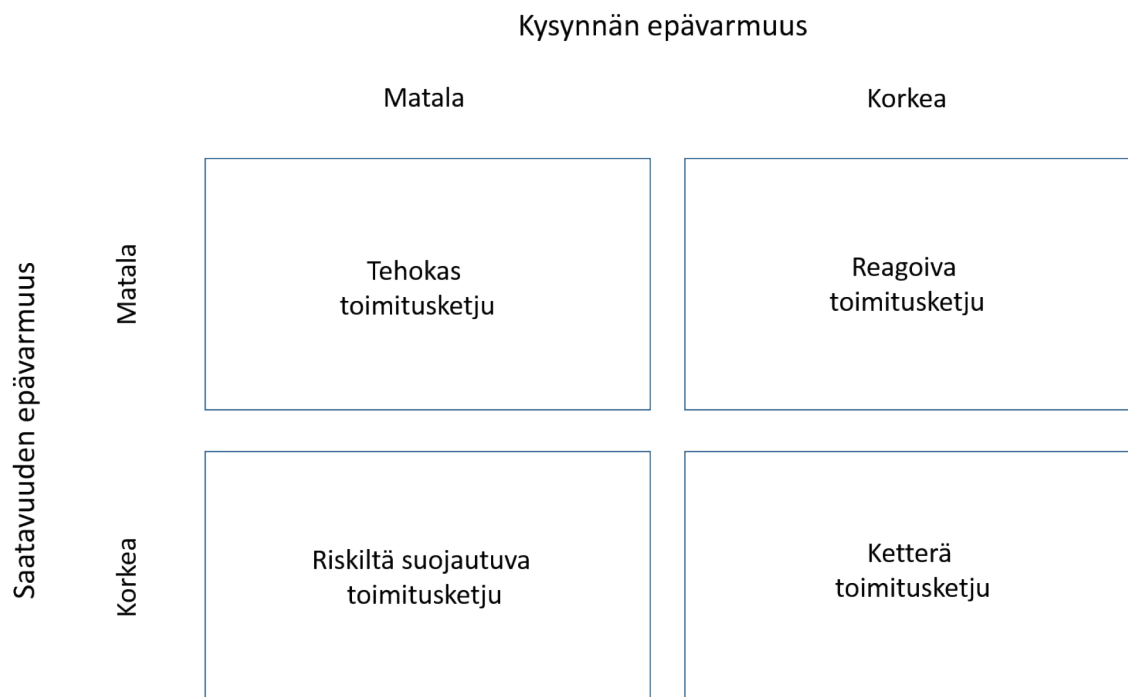 Kysynnän epävarmuus
Matala
Korkea
Saatavuuden epävarmuus
Matala
Tehokas
toimitusketju
Reagoiva
toimitusketju
Korkea
Riskiltä suojautuva
toimitusketju
Ketterä
toimitusketju